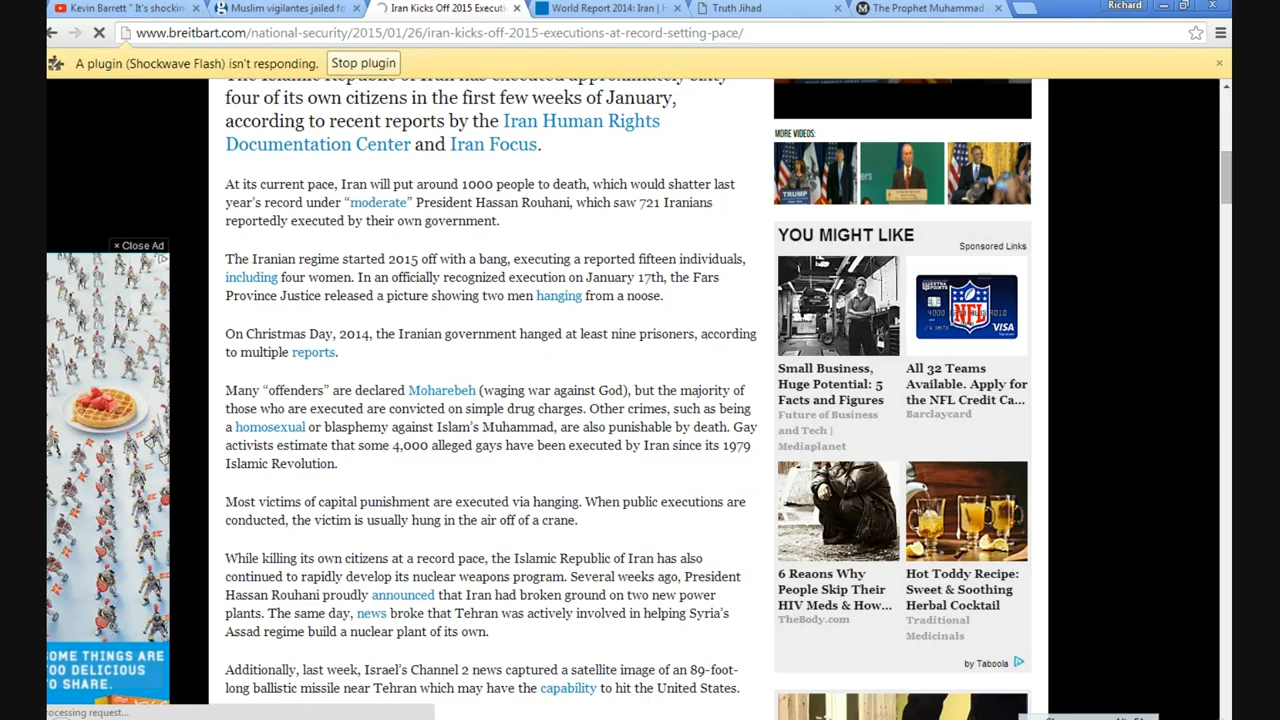 Kevin Barrett " It's shockin
Muslim vigilantes jailed fo
Iran Kicks Off 2015 Executi
World Report 2014: Iran | H
Truth Jihad
The Prophet Muhammad
Richard
www.breitbart.com/national-security/2015/01/26/iran-kicks-off-2015-executions-at-record-setting-pace/
A plugin (Shockwave Flash) isn't responding.
Stop plugin
The Islamic Republic of Iran has executed approximately sixty
four of its own citizens in the first few weeks of January,
according to recent reports by the Iran Human Rights
Documentation Center and Iran Focus.
At its current pace, Iran will put around 1000 people to death, which would shatter last
year's record under “moderate” President Hassan Rouhani, which saw 721 Iranians
reportedly executed by their own government.
The Iranian regime started 2015 off with a bang, executing a reported fifteen individuals,
including four women. In an officially recognized execution on January 17th, the Fars
Province Justice released a picture showing two men hanging from a noose.
On Christmas Day, 2014, the Iranian government hanged at least nine prisoners, according
to multiple reports.
Many “offenders” are declared Moharebeh (waging war against God), but the majority of
those who are executed are convicted on simple drug charges. Other crimes, such as being
a homosexual or blasphemy against Islam's Muhammad, are also punishable by death. Gay
activists estimate that some 4,000 alleged gays have been executed by Iran since its 1979
Islamic Revolution.
Most victims of capital punishment are executed via hanging. When public executions are
conducted, the victim is usually hung in the air off of a crane.
While killing its own citizens at a record pace, the Islamic Republic of Iran has also
continued to rapidly develop its nuclear weapons program. Several weeks ago, President
Hassan Rouhani proudly announced that Iran had broken ground on two new power
plants. The same day, news broke that Tehran was actively involved in helping Syria's
Assad regime build a nuclear plant of its own.
Additionally, last week, Israel's Channel 2 news captured a satellite image of an 89-foot-
long ballistic missile near Tehran which may have the capability to hit the United States.
MORE VIDEOS:
TRUMP
YOU MIGHT LIKE
Sponsored Links
NFL
VISA
Small Business,
Huge Potential: 5
Facts and Figures
Future of Business
and Tech |
Mediaplanet
All 32 Teams
Available. Apply for
the NFL Credit Ca...
Barclaycard
6 Reaons Why
People Skip Their
HIV Meds & How...
TheBody.com
Hot Toddy Recipe:
Sweet & Soothing
Herbal Cocktail
Traditional
Medicinals
by Taboola
× Close Ad
OME THINGS ARE
OO DELICIOUS
O SHARE.
ocessing request...